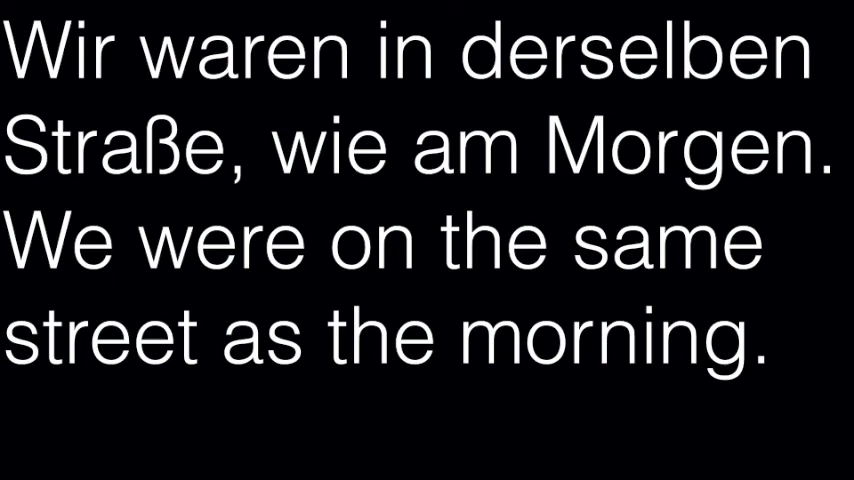 Wir waren in derselben
Straße, wie am Morgen.
We were on the same
street as the morning.